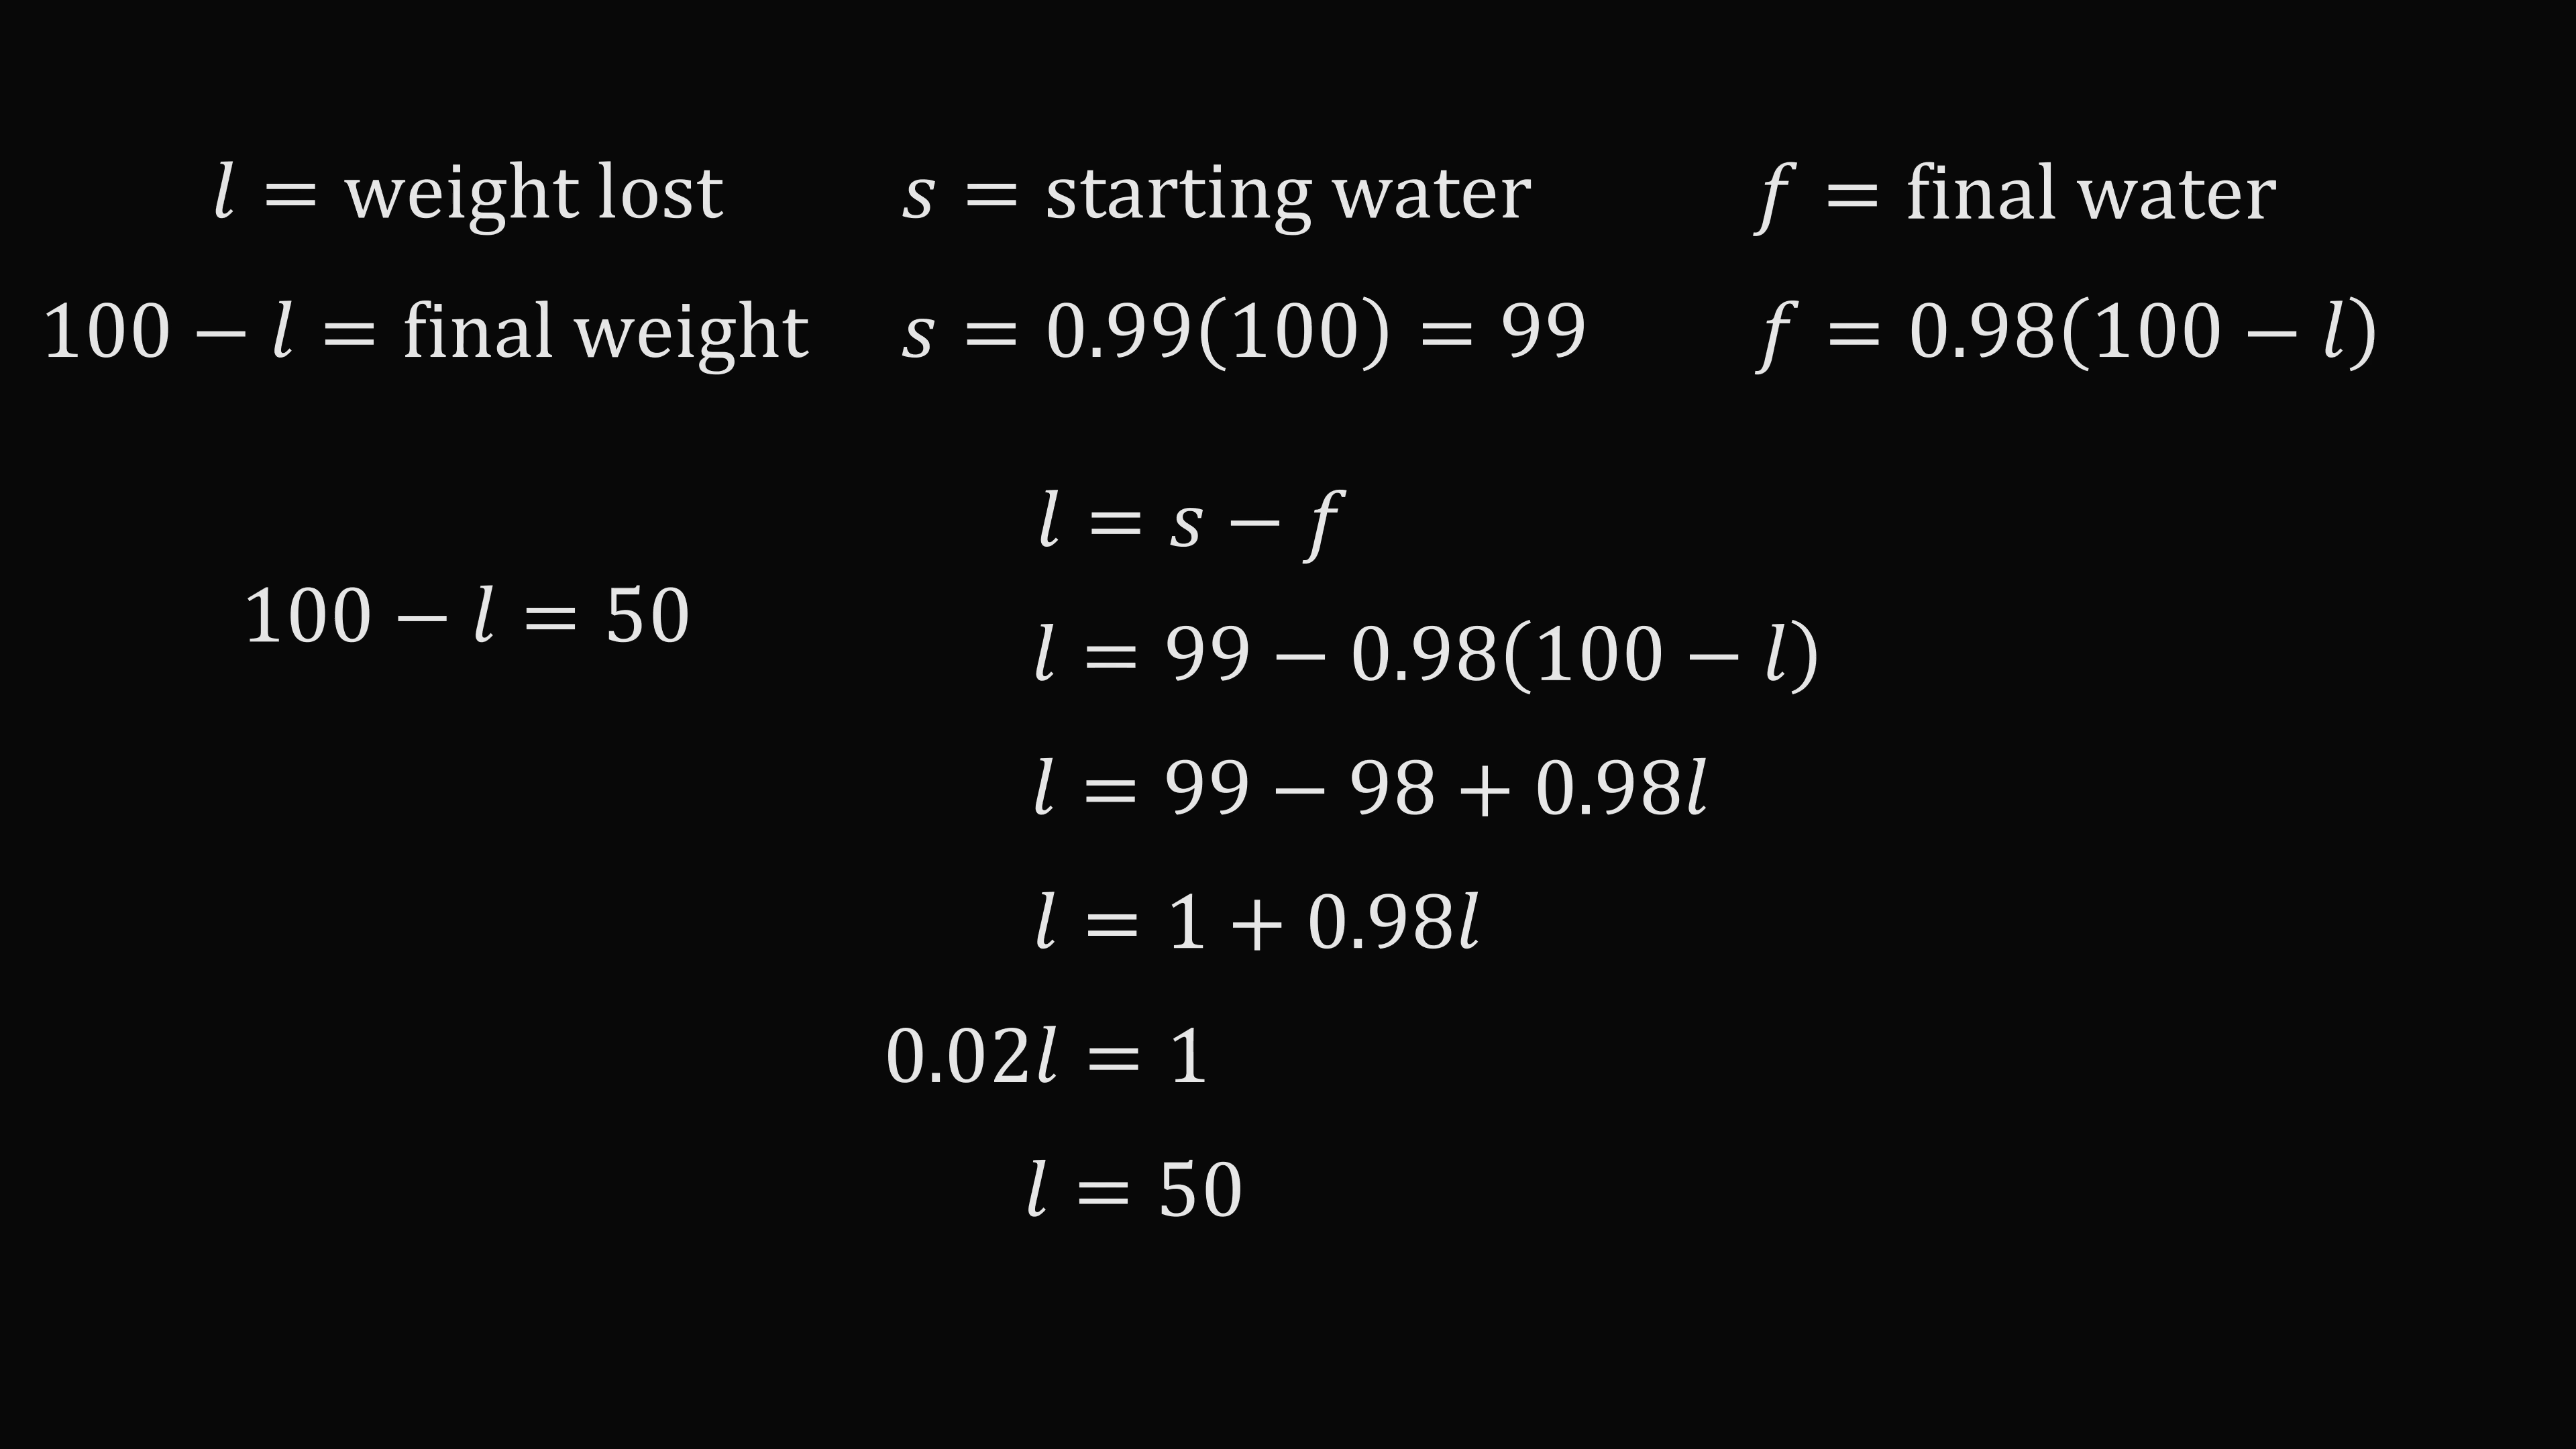 l = weight lost
s = starting water
f = final water
100 − l = final weight
s = 0.99(100) = 99
f = 0.98(100 − l)
l = s − f
100 − l = 50
l = 99 − 0.98(100 − l)
l = 99 − 98 + 0.98l
l = 1 + 0.98l
0.02l = 1
l = 50